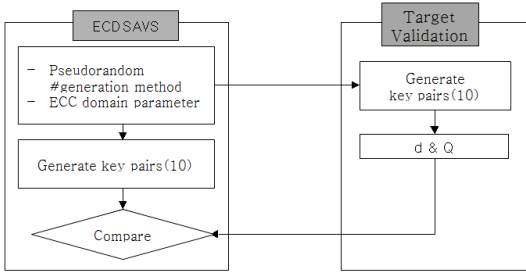 ECDSAVS
- Pseudorandom
#generation method
- ECC domain parameter
Generate key pairs(10)
Compare
Target
Validation
Generate
key pairs(10)
d & Q